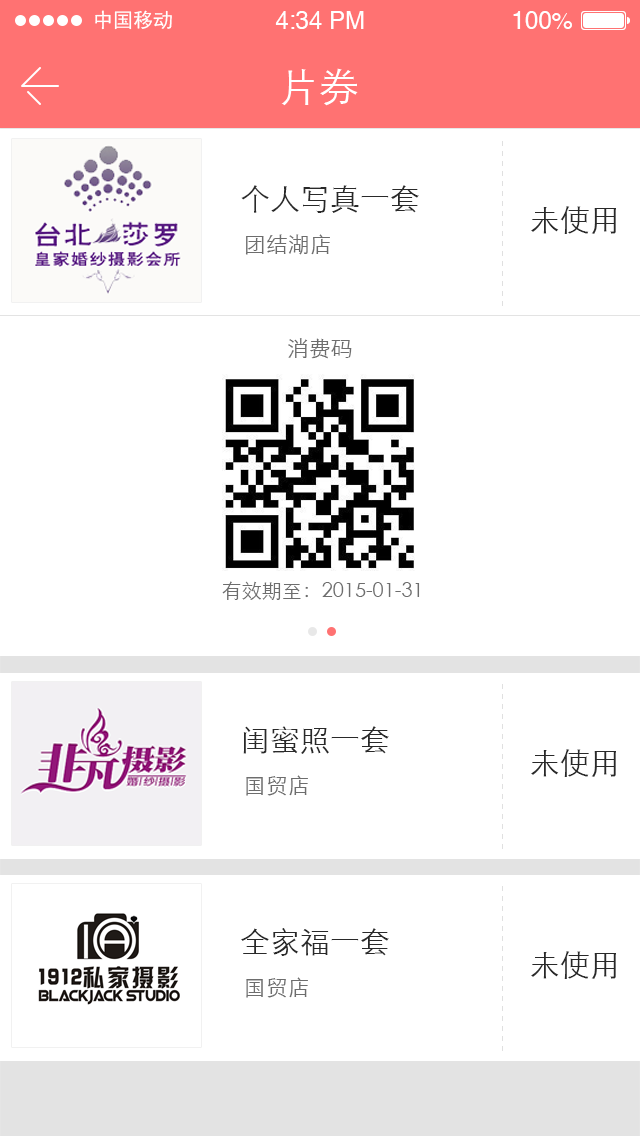 中国移动 4:34 PM 100%
片券
台北莎罗
皇家婚纱摄影会所
个人写真一套
团结湖店
未使用
消费码
有效期至：2015-01-31
非凡摄影
婚/纱/摄/影
闺蜜照一套
国贸店
未使用
1912私家摄影
BLACKJACK STUDIO
全家福一套
国贸店
未使用